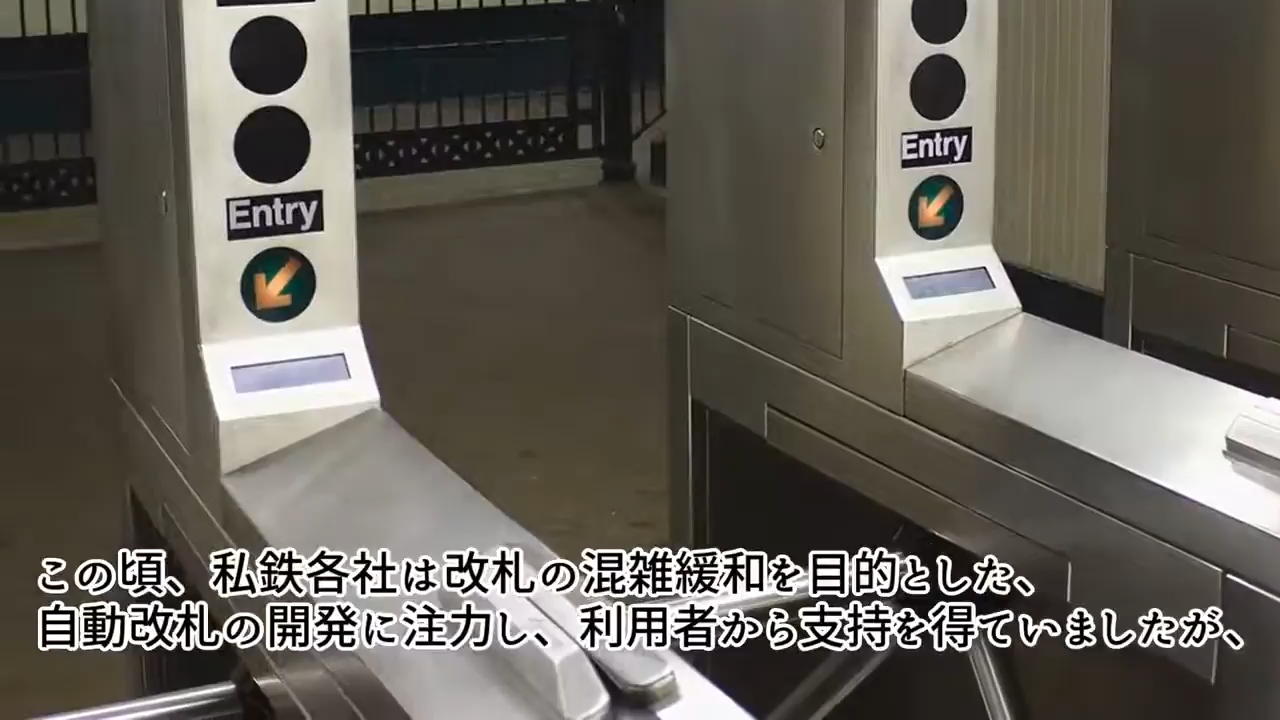 Entry
Entry
この頃、私鉄各社は改札の混雑緩和を目的とした、
自動改札の開発に注力し、利用者から支持を得ていましたが、